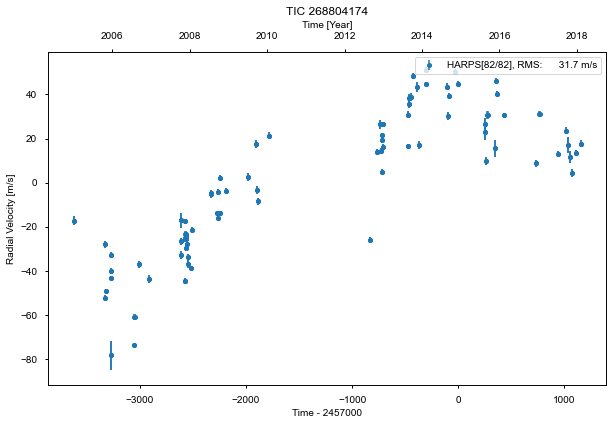 TIC 268804174
Time [Year]
2006 2008 2010 2012 2014 2016 2018
HARPS[82/82], RMS: 31.7 m/s
Radial Velocity [m/s]
40
20
0
−20
−40
−60
−80
−3000 −2000 −1000 0 1000
Time - 2457000